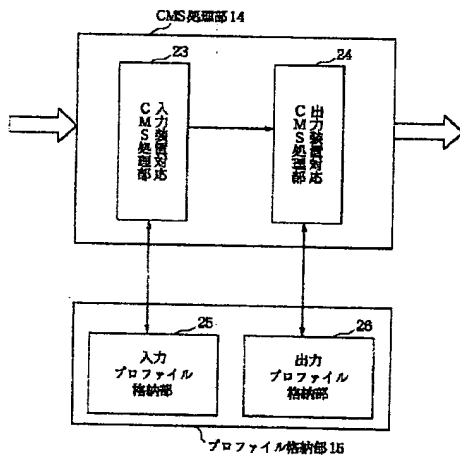 CMS処理部14
23
入力装置対応
CMS処理部
24
出力装置対応
CMS処理部
25
入力
プロファイル
格納部
26
出力
プロファイル
格納部
プロファイル格納部15